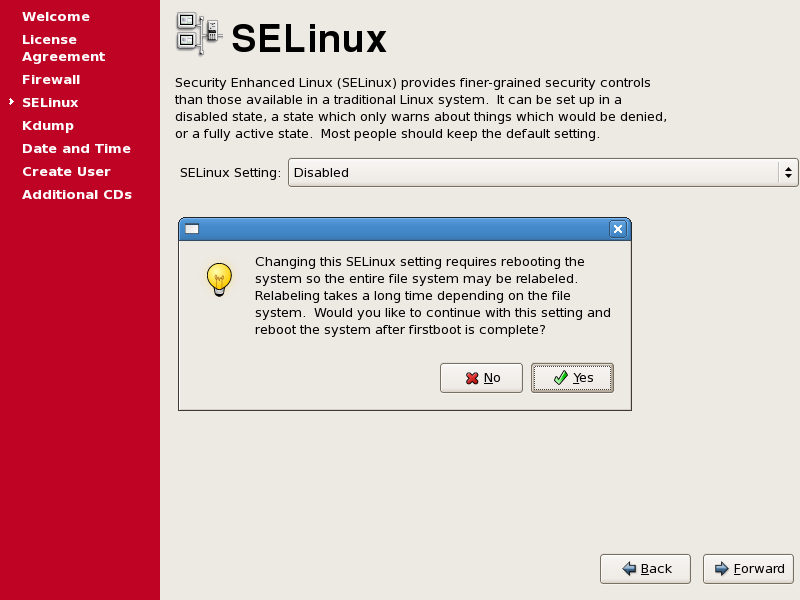 Welcome
License
Agreement
Firewall
SELinux
Kdump
Date and Time
Create User
Additional CDs
SELinux
Security Enhanced Linux (SELinux) provides finer-grained security controls
than those available in a traditional Linux system.  It can be set up in a
disabled state, a state which only warns about things which would be denied,
or a fully active state.  Most people should keep the default setting.
SELinux Setting: Disabled
Changing this SELinux setting requires rebooting the
system so the entire file system may be relabeled.
Relabeling takes a long time depending on the file
system.  Would you like to continue with this setting and
reboot the system after firstboot is complete?
No Yes
Back Forward